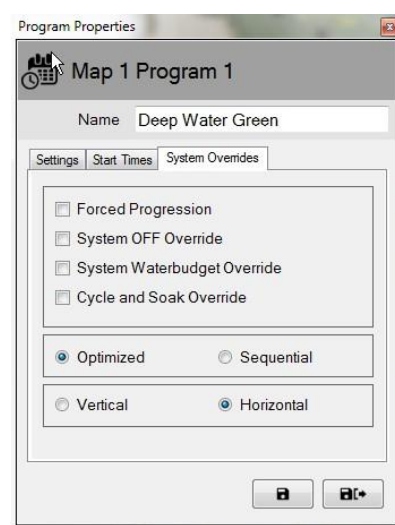 Program Properties
Map 1 Program 1
Name Deep Water Green
Settings Start Times System Overrides
Forced Progression
System OFF Override
System Waterbudget Override
Cycle and Soak Override
Optimized Sequential
Vertical Horizontal